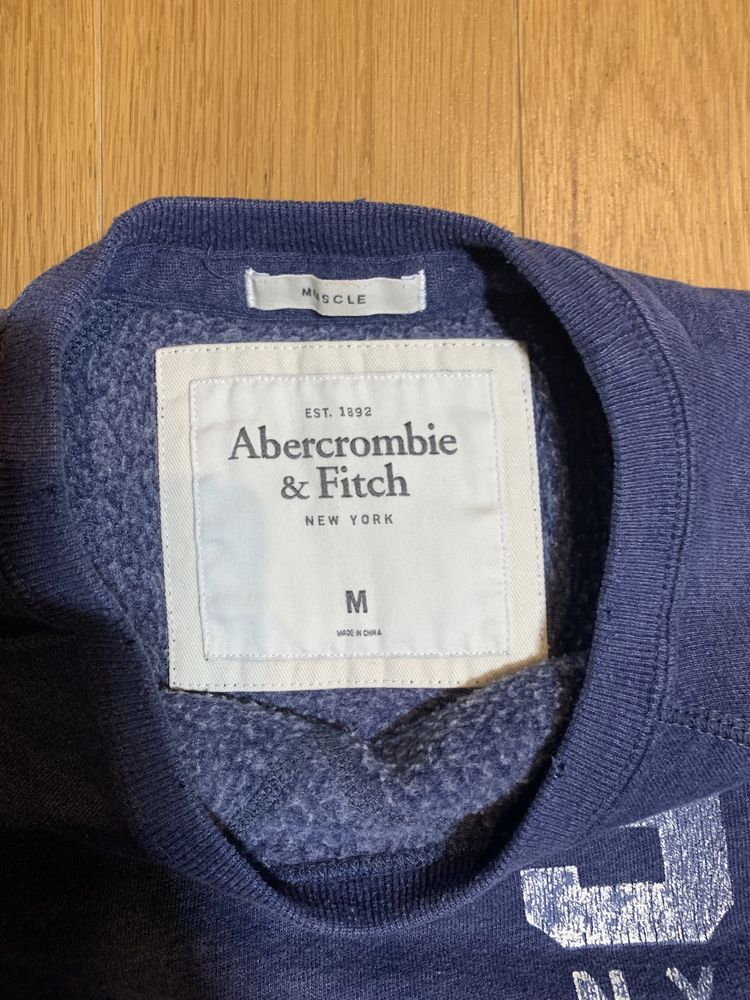 MUSCLE
EST. 1892
Abercrombie
& Fitch
NEW YORK
M
MADE IN CHINA
N.Y.